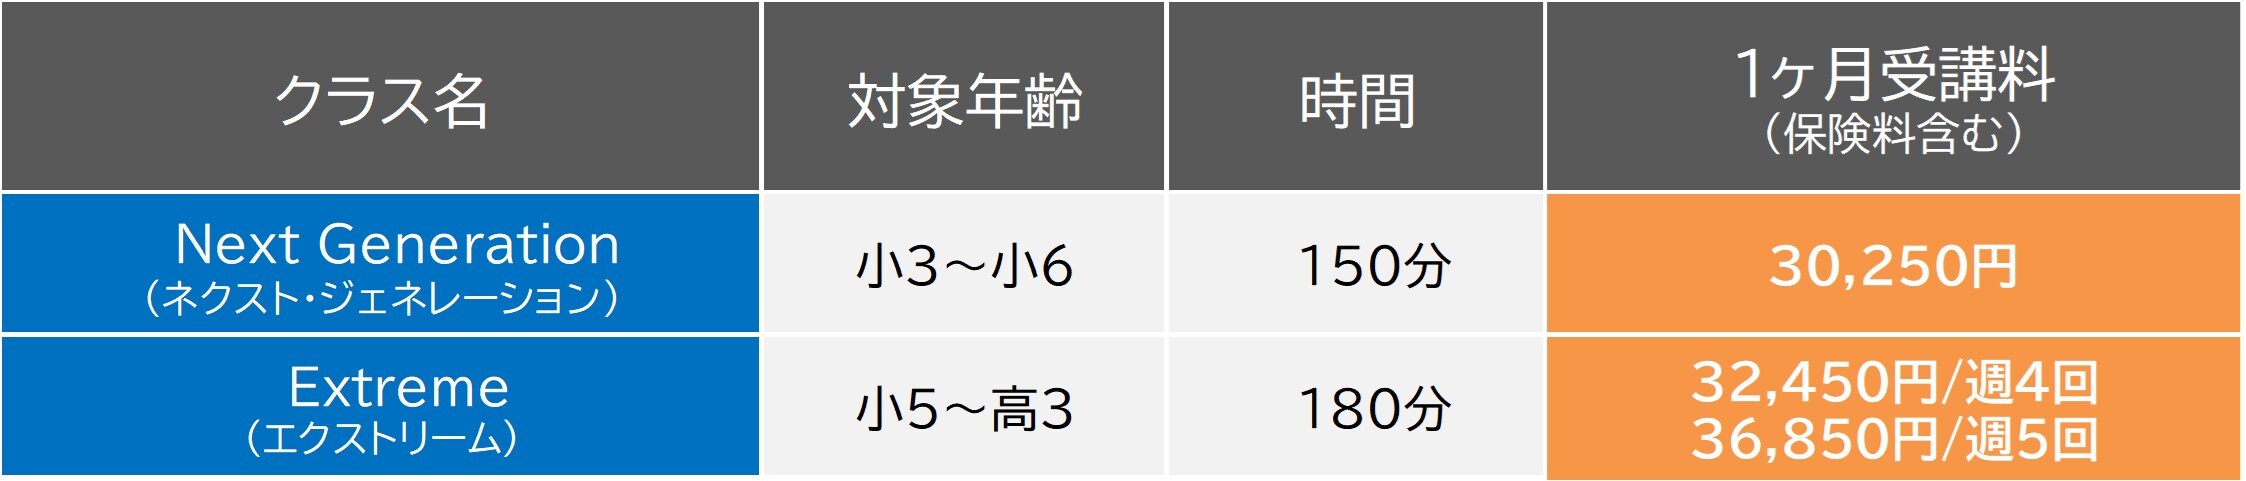 クラス名
対象年齢
時間
1ヶ月受講料
（保険料含む）
Next Generation
（ネクスト・ジェネレーション）
小3～小6
150分
30,250円
Extreme
（エクストリーム）
小5～高3
180分
32,450円/週4回
36,850円/週5回